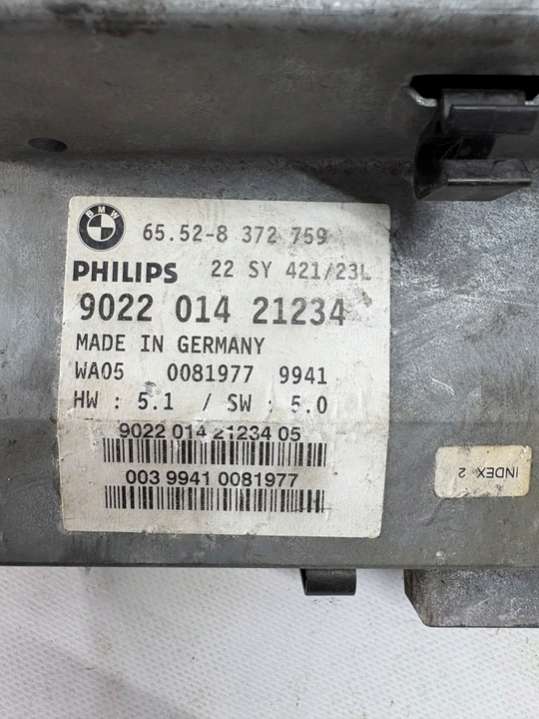 BMW
65.52-8 372 759
PHILIPS 22 SY 421/23L
9022 014 21234
MADE IN GERMANY
WA05 0081977 9941
HW : 5.1 / SW : 5.0
9022 014 21234 05
003 9941 0081977
INDEX 2